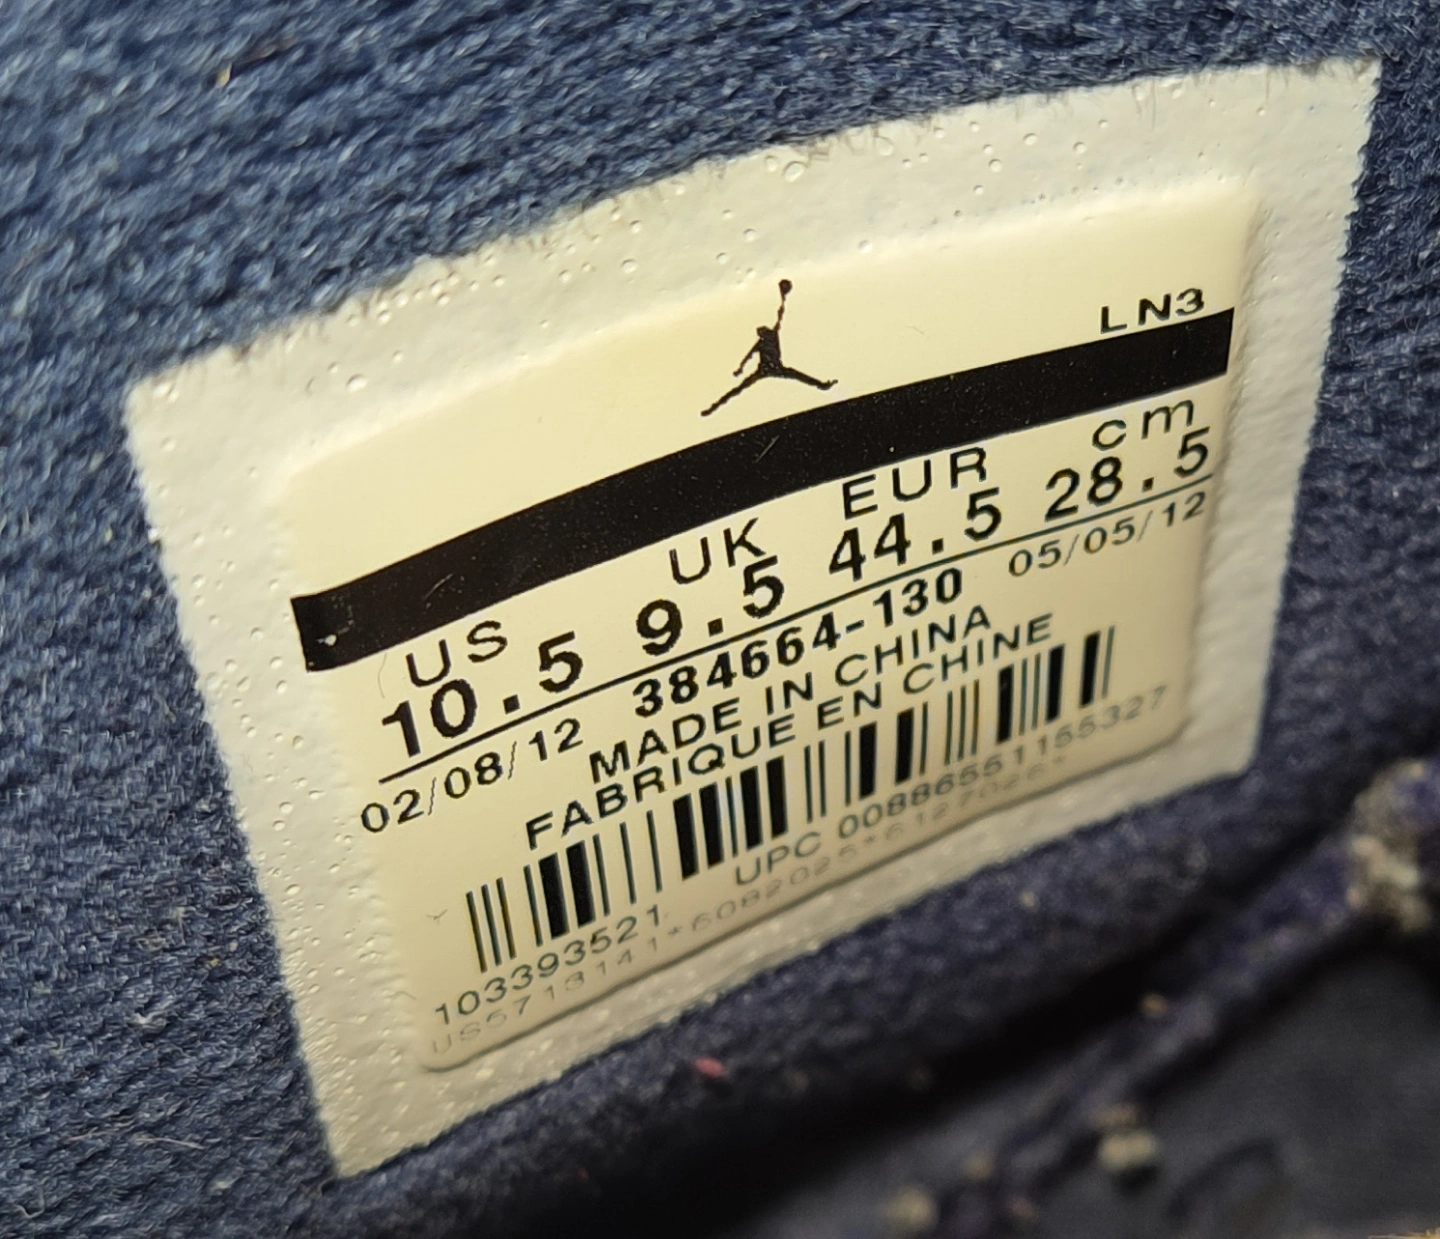 LN3
US UK EUR cm
10.5 9.5 44.5 28.5
02/08/12 384664-130 05/05/12
MADE IN CHINA
FABRIQUE EN CHINE
103393521 UPC 00886551155327